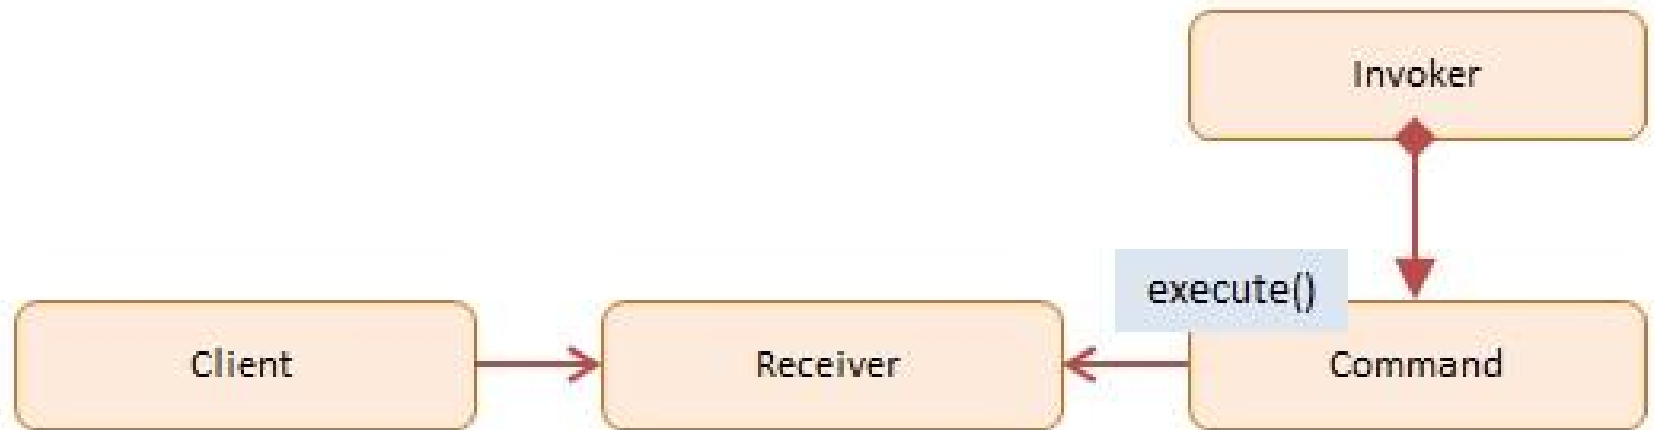 Invoker
execute()
Client
Receiver
Command